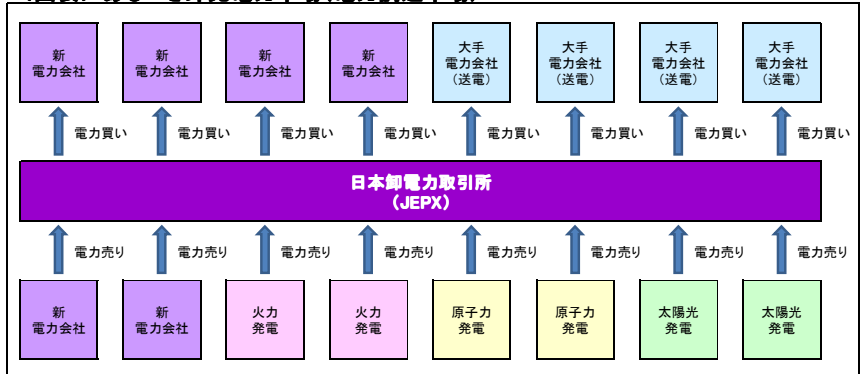 新
電力会社
新
電力会社
新
電力会社
新
電力会社
大手
電力会社
(送電)
大手
電力会社
(送電)
大手
電力会社
(送電)
大手
電力会社
(送電)
電力買い
電力買い
電力買い
電力買い
電力買い
電力買い
電力買い
電力買い
日本卸電力取引所
(JEPX)
電力売り
電力売り
電力売り
電力売り
電力売り
電力売り
電力売り
電力売り
新
電力会社
新
電力会社
火力
発電
火力
発電
原子力
発電
原子力
発電
太陽光
発電
太陽光
発電